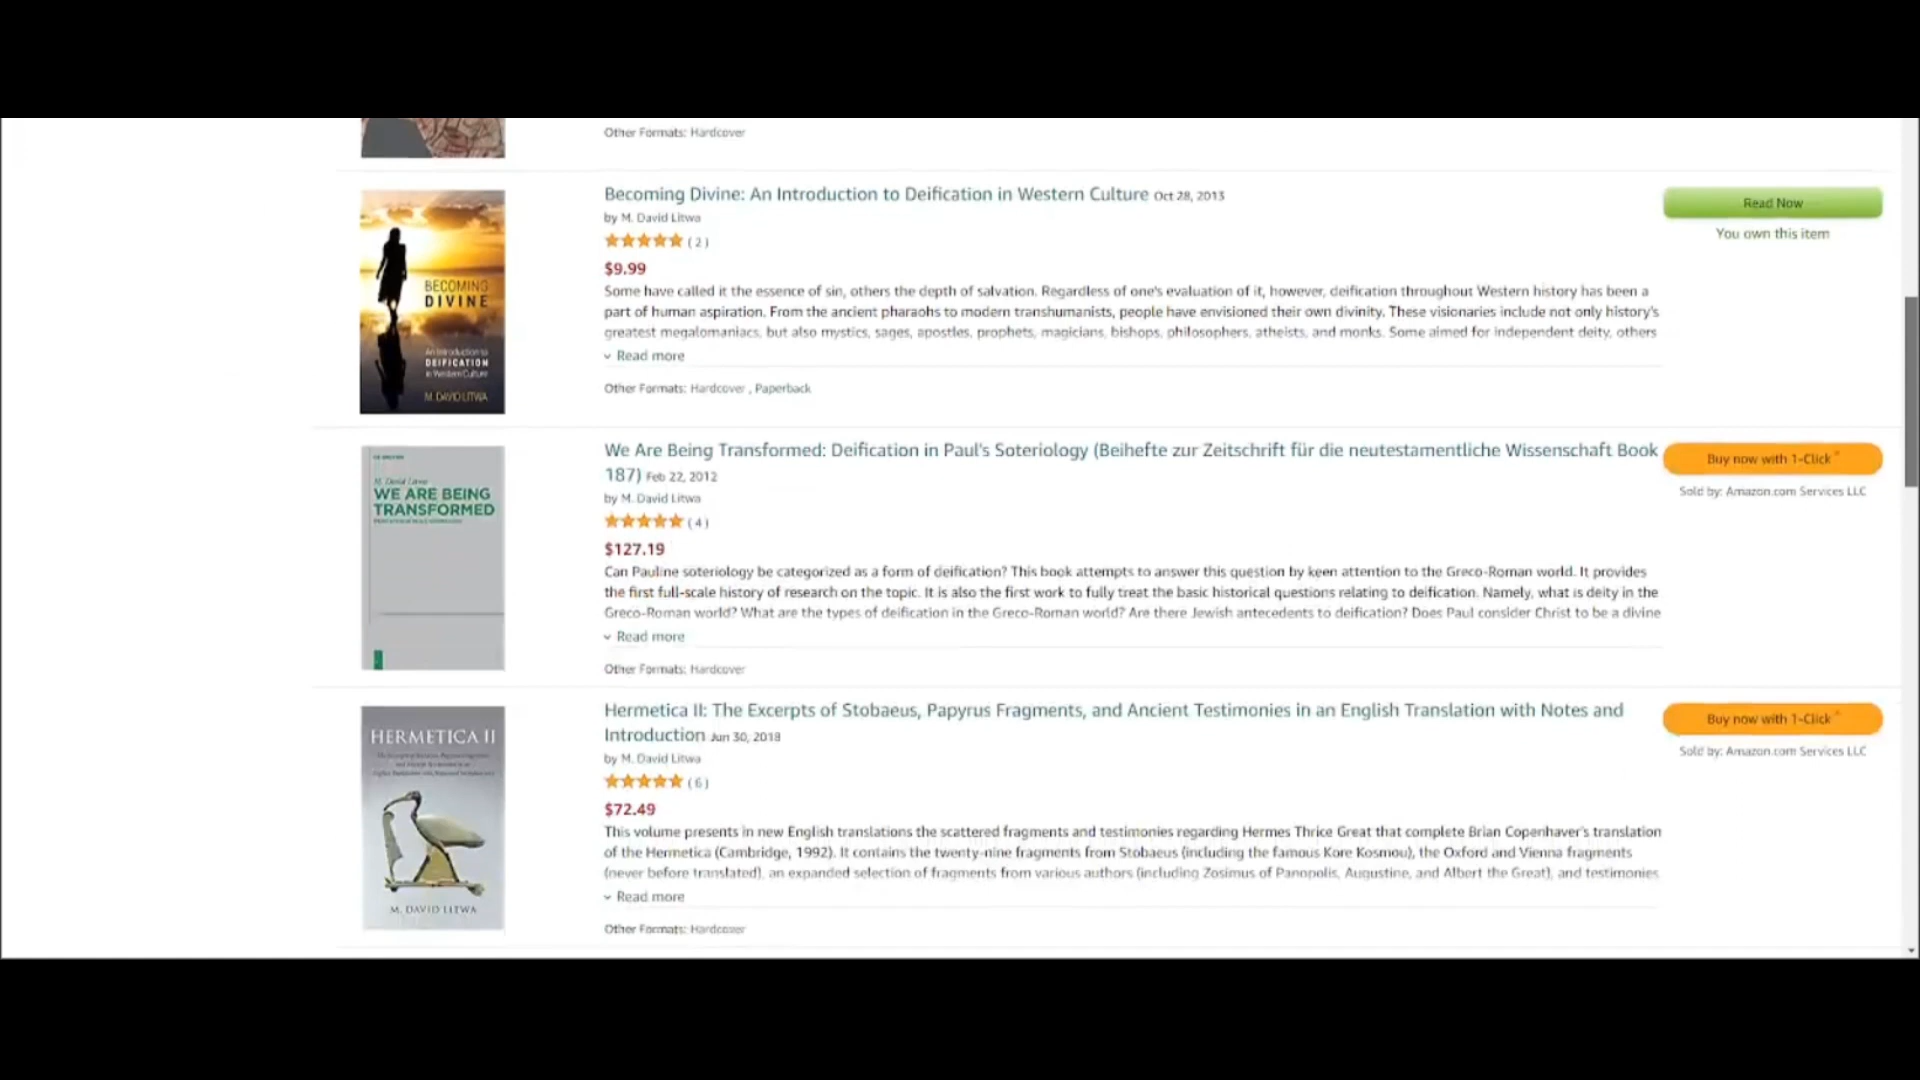 Other Formats: Hardcover
Becoming Divine: An Introduction to Deification in Western Culture Oct 28, 2013
by M. David Litwa
(2)
$9.99
Some have called it the essence of sin, others the depth of salvation. Regardless of one's evaluation of it, however, deification throughout Western history has been a
part of human aspiration. From the ancient pharaohs to modern transhumanists, people have envisioned their own divinity. These visionaries include not only history's
greatest megalomaniacs, but also mystics, sages, apostles, prophets, magicians, bishops, philosophers, atheists, and monks. Some aimed for independent deity, others
Read more
Other Formats: Hardcover , Paperback
Read Now
You own this item
BECOMING
DIVINE
An Introduction to
DEIFICATION
in Western Culture
M. DAVID LITWA
We Are Being Transformed: Deification in Paul's Soteriology (Beihefte zur Zeitschrift für die neutestamentliche Wissenschaft Book
187) Feb 22, 2012
by M. David Litwa
(4)
$127.19
Can Pauline soteriology be categorized as a form of deification? This book attempts to answer this question by keen attention to the Greco-Roman world. It provides
the first full-scale history of research on the topic. It is also the first work to fully treat the basic historical questions relating to deification. Namely, what is deity in the
Greco-Roman world? What are the types of deification in the Greco-Roman world? Are there Jewish antecedents to deification? Does Paul consider Christ to be a divine
Read more
Other Formats: Hardcover
Buy now with 1-Click ®
Sold by: Amazon.com Services LLC
M. David Litwa
WE ARE BEING
TRANSFORMED
Hermetica II: The Excerpts of Stobaeus, Papyrus Fragments, and Ancient Testimonies in an English Translation with Notes and
Introduction Jun 30, 2018
by M. David Litwa
(6)
$72.49
This volume presents in new English translations the scattered fragments and testimonies regarding Hermes Thrice Great that complete Brian Copenhaver's translation
of the Hermetica (Cambridge, 1992). It contains the twenty-nine fragments from Stobaeus (including the famous Kore Kosmou), the Oxford and Vienna fragments
(never before translated), an expanded selection of fragments from various authors (including Zosimus of Panopolis, Augustine, and Albert the Great), and testimonies
Read more
Other Formats: Hardcover
Buy now with 1-Click ®
Sold by: Amazon.com Services LLC
HERMETICA II
M. DAVID LITWA